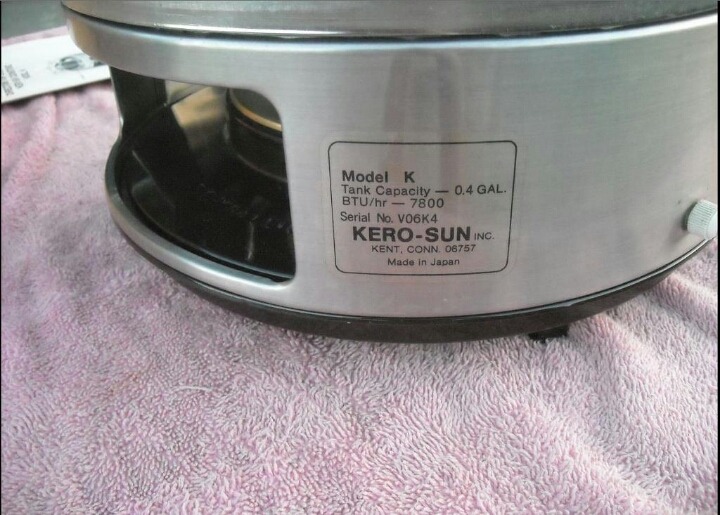 Model K
Tank Capacity — 0.4 GAL.
BTU/hr — 7800
Serial No. V06K4
KERO-SUN INC.
KENT, CONN. 06757
Made in Japan